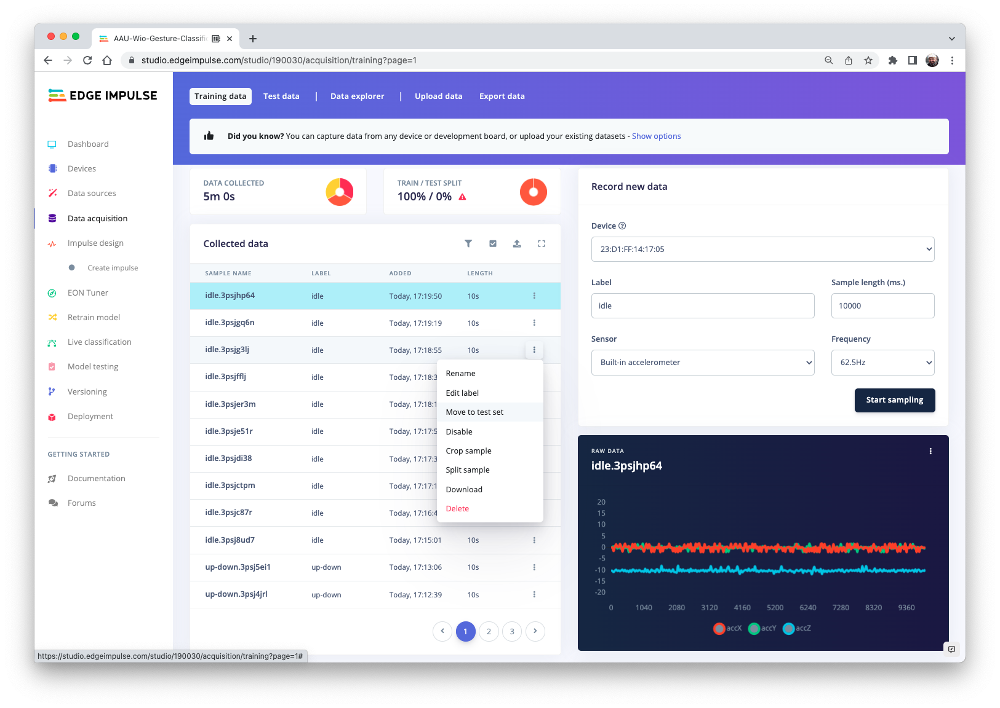 AAU-Wio-Gesture-Classifi
studio.edgeimpulse.com/studio/190030/acquisition/training?page=1
EDGE IMPULSE
Dashboard
Devices
Data sources
Data acquisition
Impulse design
Create impulse
EON Tuner
Retrain model
Live classification
Model testing
Versioning
Deployment
GETTING STARTED
Documentation
Forums
Training data Test data | Data explorer | Upload data Export data
Did you know? You can capture data from any device or development board, or upload your existing datasets - Show options
DATA COLLECTED
5m 0s
TRAIN / TEST SPLIT
100% / 0%
Collected data
SAMPLE NAME LABEL ADDED LENGTH
idle.3psjhp64 idle Today, 17:19:50 10s
idle.3psjgq6n idle Today, 17:19:19 10s
idle.3psjg3lj idle Today, 17:18:55 10s
idle.3psjfflj idle Today, 17:18:3
idle.3psjer3m idle Today, 17:18:1
idle.3psje51r idle Today, 17:17:5
idle.3psjdi38 idle Today, 17:17:3
idle.3psjctpm idle Today, 17:17:1
idle.3psjc87r idle Today, 17:16:4
idle.3psj8ud7 idle Today, 17:15:01 10s
up-down.3psj5ei1 up-down Today, 17:13:06 10s
up-down.3psj4jrl up-down Today, 17:12:39 10s
Rename
Edit label
Move to test set
Disable
Crop sample
Split sample
Download
Delete
1 2 3
Record new data
Device
23:D1:FF:14:17:05
Label Sample length (ms.)
idle 10000
Sensor Frequency
Built-in accelerometer 62.5Hz
Start sampling
RAW DATA
idle.3psjhp64
20
15
10
5
0
-5
-10
-15
-20
0 1040 2080 3120 4160 5200 6240 7280 8320 9360
accX accY accZ
https://studio.edgeimpulse.com/studio/190030/acquisition/training?page=1#